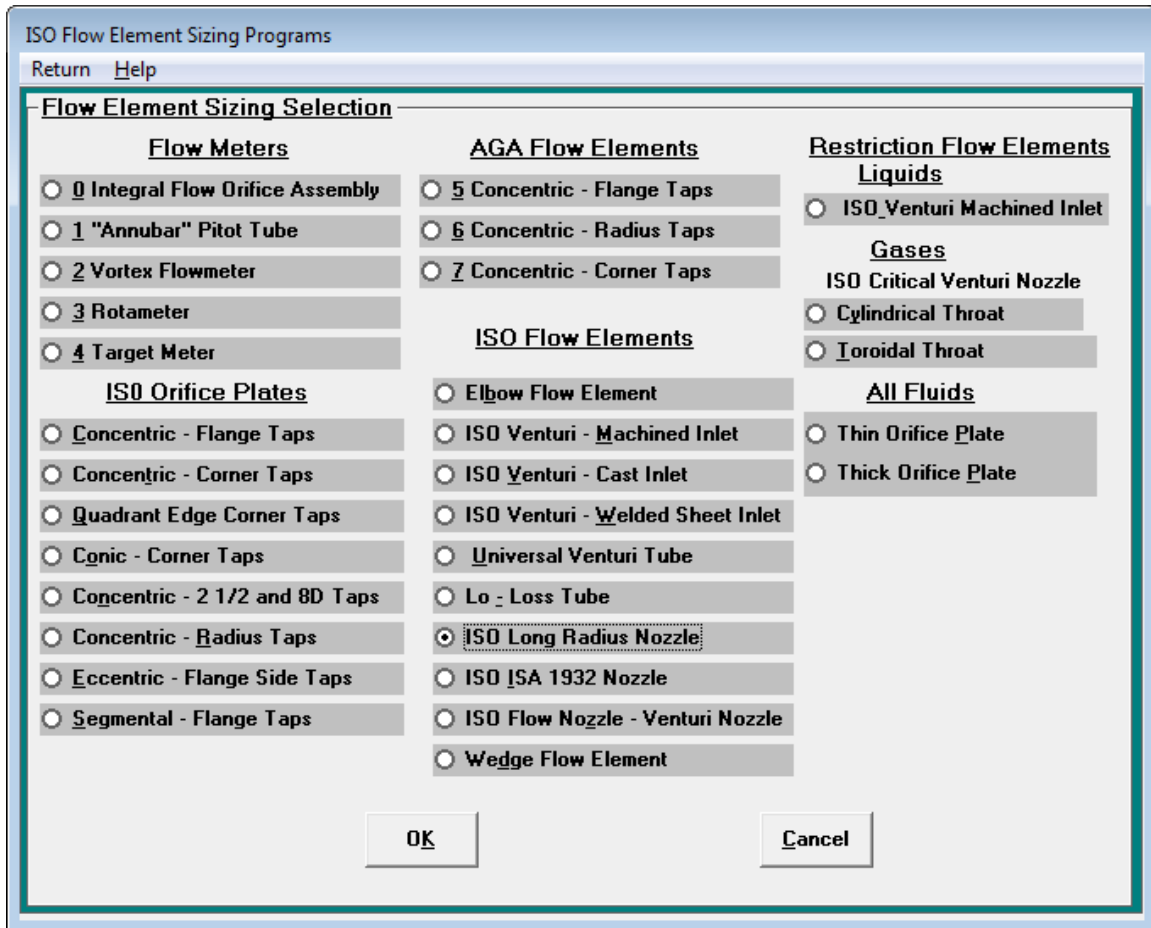 ISO Flow Element Sizing Programs
Return Help
Flow Element Sizing Selection
Flow Meters
0 Integral Flow Orifice Assembly
1 "Annubar" Pitot Tube
2 Vortex Flowmeter
3 Rotameter
4 Target Meter
IS0 Orifice Plates
Concentric - Flange Taps
Concentric - Corner Taps
Quadrant Edge Corner Taps
Conic - Corner Taps
Concentric - 2 1/2 and 8D Taps
Concentric - Radius Taps
Eccentric - Flange Side Taps
Segmental - Flange Taps
AGA Flow Elements
5 Concentric - Flange Taps
6 Concentric - Radius Taps
7 Concentric - Corner Taps
ISO Flow Elements
Elbow Flow Element
ISO Venturi - Machined Inlet
ISO Venturi - Cast Inlet
ISO Venturi - Welded Sheet Inlet
Universal Venturi Tube
Lo - Loss Tube
ISO Long Radius Nozzle
ISO ISA 1932 Nozzle
ISO Flow Nozzle - Venturi Nozzle
Wedge Flow Element
Restriction Flow Elements
Liquids
ISO Venturi Machined Inlet
Gases
ISO Critical Venturi Nozzle
Cylindrical Throat
Toroidal Throat
All Fluids
Thin Orifice Plate
Thick Orifice Plate
OK
Cancel